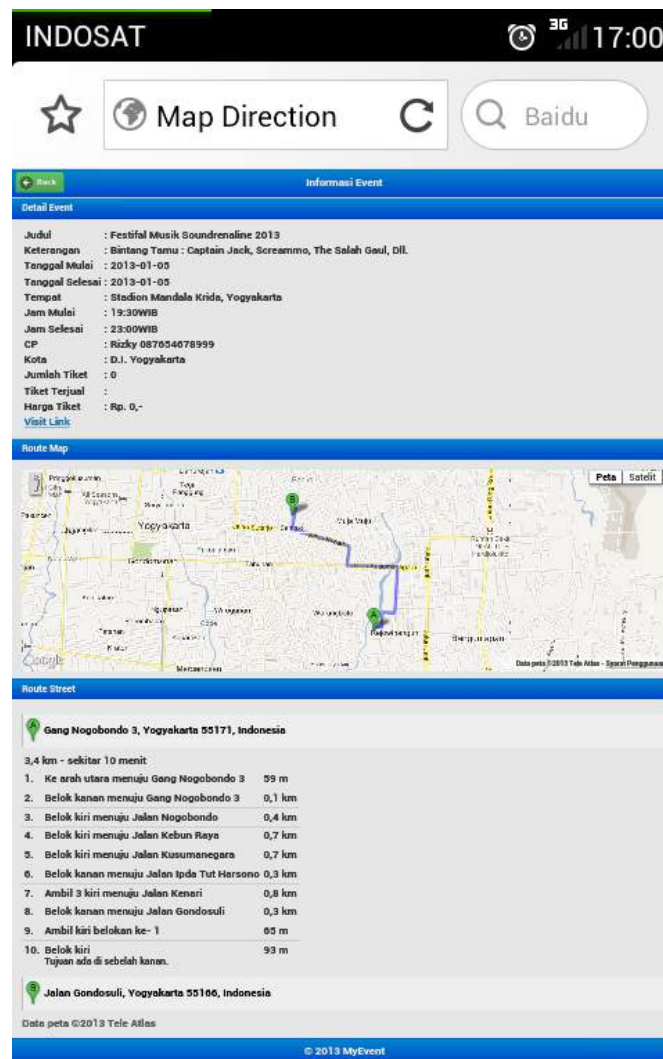 INDOSAT
3G
17:00
Map Direction
Baidu
Back
Informasi Event
Detail Event
Judul : Festifal Musik Soundrenaline 2013
Keterangan : Bintang Tamu : Captain Jack, Screammo, The Salah Gaul, Dll.
Tanggal Mulai : 2013-01-05
Tanggal Selesai : 2013-01-05
Tempat : Stadion Mandala Krida, Yogyakarta
Jam Mulai : 19:30WIB
Jam Selesai : 23:00WIB
CP : Rizky 087654678999
Kota : D.I. Yogyakarta
Jumlah Tiket : 0
Tiket Terjual :
Harga Tiket : Rp. 0,-
Visit Link
Route Map
Peta Satelit
B
Muja Muju
Yogyakarta
Gondomanan
Tahunan
Warungboto
A
Rejowinangun
Mergangsan
Data peta ©2013 Tele Atlas - Syarat Penggunaan
Route Street
A Gang Nogobondo 3, Yogyakarta 55171, Indonesia
3,4 km - sekitar 10 menit
1. Ke arah utara menuju Gang Nogobondo 3 59 m
2. Belok kanan menuju Gang Nogobondo 3 0,1 km
3. Belok kiri menuju Jalan Nogobondo 0,4 km
4. Belok kiri menuju Jalan Kebun Raya 0,7 km
5. Belok kiri menuju Jalan Kusumanegara 0,7 km
6. Belok kanan menuju Jalan Ipda Tut Harsono 0,3 km
7. Ambil 3 kiri menuju Jalan Kenari 0,8 km
8. Belok kanan menuju Jalan Gondosuli 0,3 km
9. Ambil kiri belokan ke- 1 65 m
10. Belok kiri 93 m
Tujuan ada di sebelah kanan.
B Jalan Gondosuli, Yogyakarta 55166, Indonesia
Data peta ©2013 Tele Atlas
© 2013 MyEvent